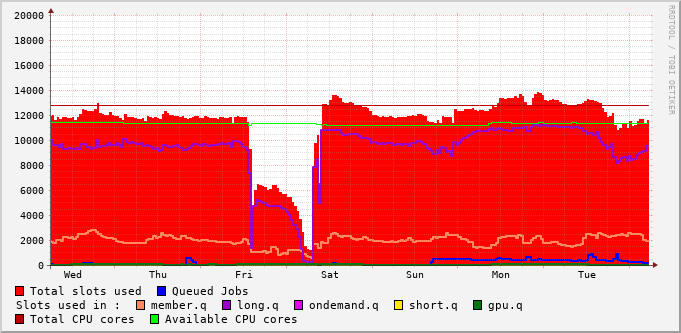 RRDTOOL / TOBI OETIKER
20000
18000
16000
14000
12000
10000
8000
6000
4000
2000
0
Wed Thu Fri Sat Sun Mon Tue
Total slots used Queued Jobs
Slots used in : member.q long.q ondemand.q short.q gpu.q
Total CPU cores Available CPU cores